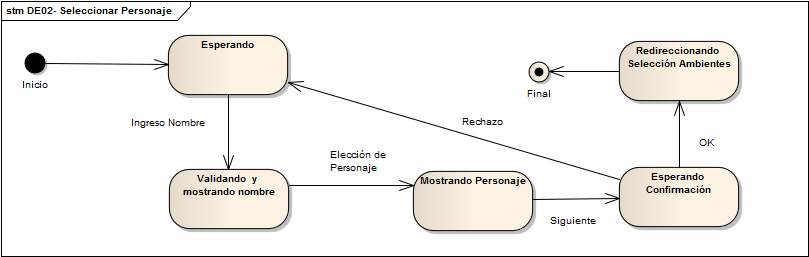 stm DE02- Seleccionar Personaje
Esperando
Redireccionando
Selección Ambientes
Inicio
Final
Ingreso Nombre
Rechazo
OK
Elección de
Personaje
Validando y
mostrando nombre
Mostrando Personaje
Esperando
Confirmación
Siguiente